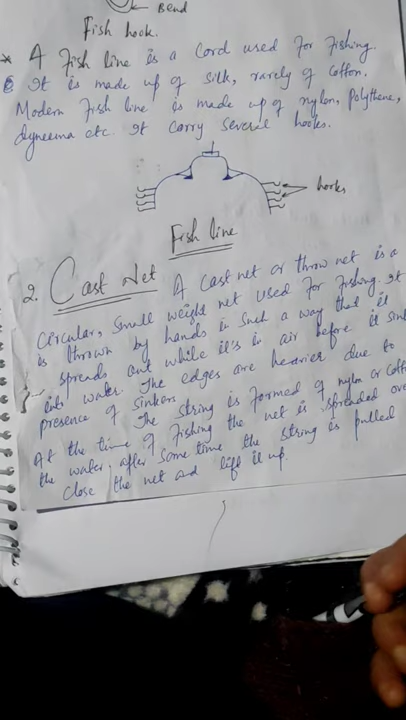 Bend
Fish hook.
* A Fish line is a cord used for fishing.
It is made up of silk, rarely of cotton.
Modern fish line is made up of nylon, Polythene,
dyneema etc. It carry several hooks.
hooks
Fish line
2. Cast Net A cast net or throw net is a
circular, small weight net used for fishing. It
is thrown by hands in such a way that it
spreads out while it's in air before it sink
into water. The edges are heavier due to
presence of sinkers
The string is formed of nylon or cotto
At the time of fishing the net is spreaded ove
the water, after some time the string is pulled
close the net and lift it up